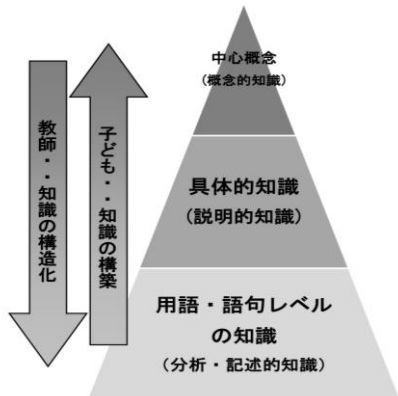 中心概念
(概念的知識)
具体的知識
(説明的知識)
用語・語句レベル
の知識
(分析・記述的知識)
教師・・知識の構造化
子ども・・知識の構築